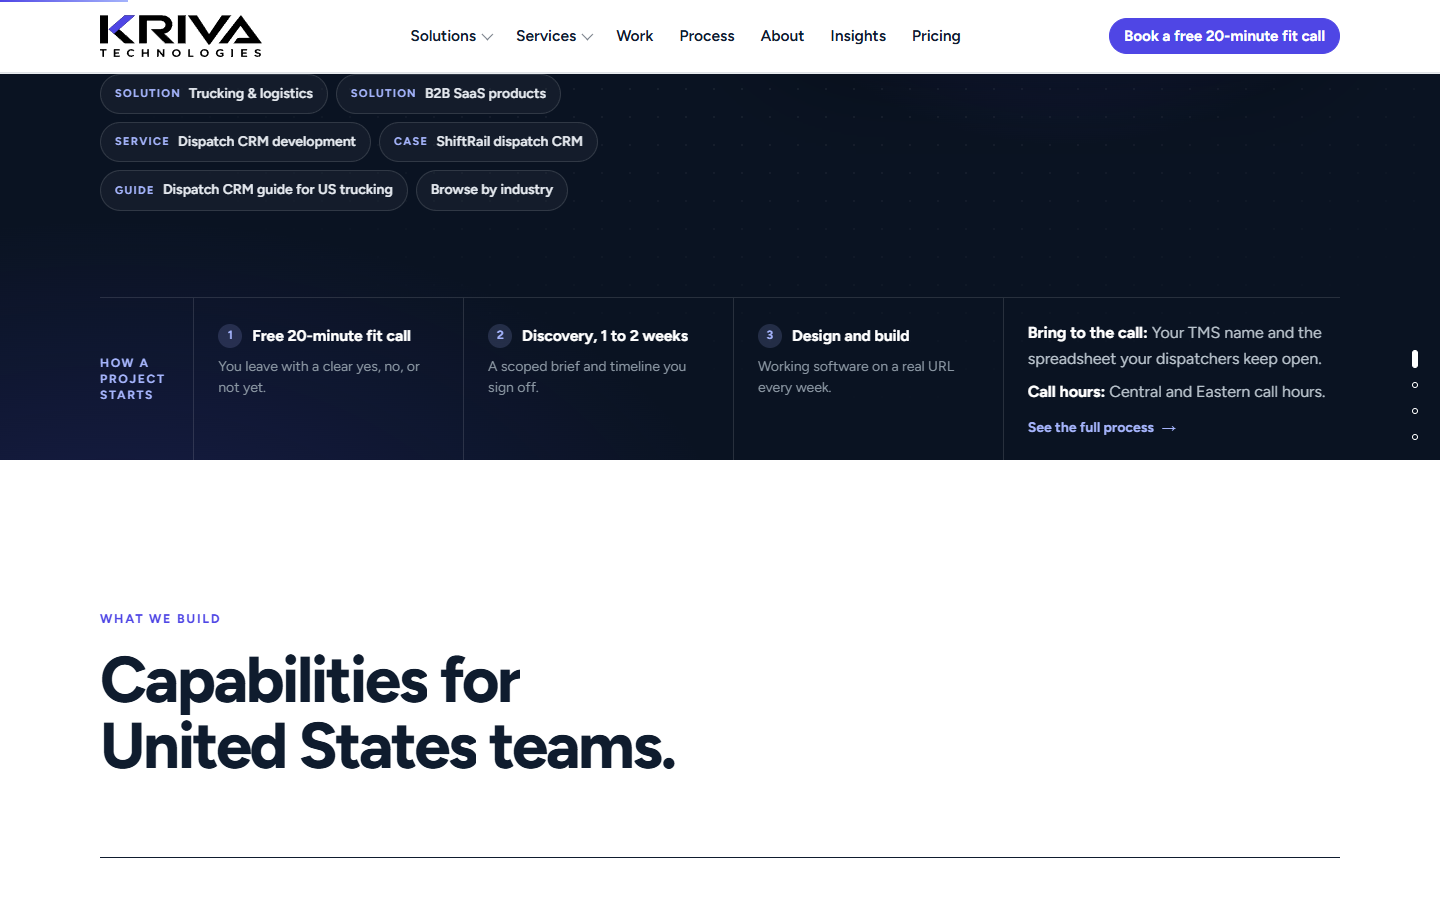 KRIVA
TECHNOLOGIES
Solutions
Services
Work
Process
About
Insights
Pricing
Book a free 20-minute fit call
SOLUTION Trucking & logistics
SOLUTION B2B SaaS products
SERVICE Dispatch CRM development
CASE ShiftRail dispatch CRM
GUIDE Dispatch CRM guide for US trucking
Browse by industry
HOW A
PROJECT
STARTS
1 Free 20-minute fit call
You leave with a clear yes, no, or
not yet.
2 Discovery, 1 to 2 weeks
A scoped brief and timeline you
sign off.
3 Design and build
Working software on a real URL
every week.
Bring to the call: Your TMS name and the
spreadsheet your dispatchers keep open.
Call hours: Central and Eastern call hours.
See the full process →
WHAT WE BUILD
Capabilities for
United States teams.